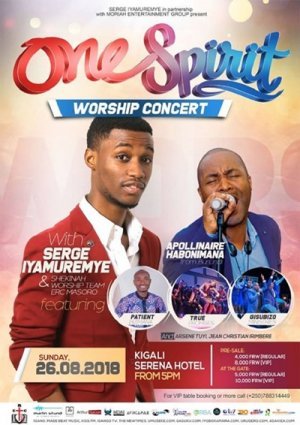 SERGE IYAMUREMYE in partnership
with MORIAH ENTERTAINMENT GROUP present
One Spirit
WORSHIP CONCERT
With
SERGE
IYAMUREMYE
&
SHEKINAH
WORSHIP TEAM
ERC MASORO
featuring
APOLLINAIRE
HABONIMANA
PATIENT
TRUE
GISUBIZO
AND ARSENE TUYI, JEAN CHRISTIAN IRIMBERE
SUNDAY,
26.08.2018
KIGALI
SERENA HOTEL
FROM 5PM
PRE-SALE:
4,000 FRW (REGULAR)
8,000 FRW (VIP)
AT THE GATE:
5,000 FRW (REGULAR)
10,000 FRW (VIP)
For VIP table booking or more call (+250)788314449